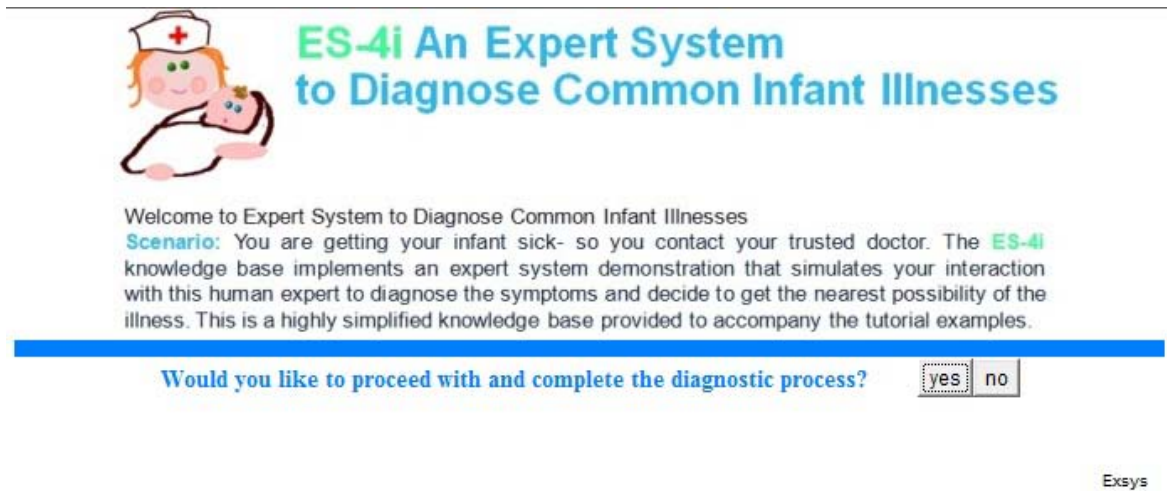 ES-4i An Expert System
to Diagnose Common Infant Illnesses
Welcome to Expert System to Diagnose Common Infant Illnesses
Scenario: You are getting your infant sick- so you contact your trusted doctor. The ES-4i
knowledge base implements an expert system demonstration that simulates your interaction
with this human expert to diagnose the symptoms and decide to get the nearest possibility of the
illness. This is a highly simplified knowledge base provided to accompany the tutorial examples.
Would you like to proceed with and complete the diagnostic process? yes no
Exsys